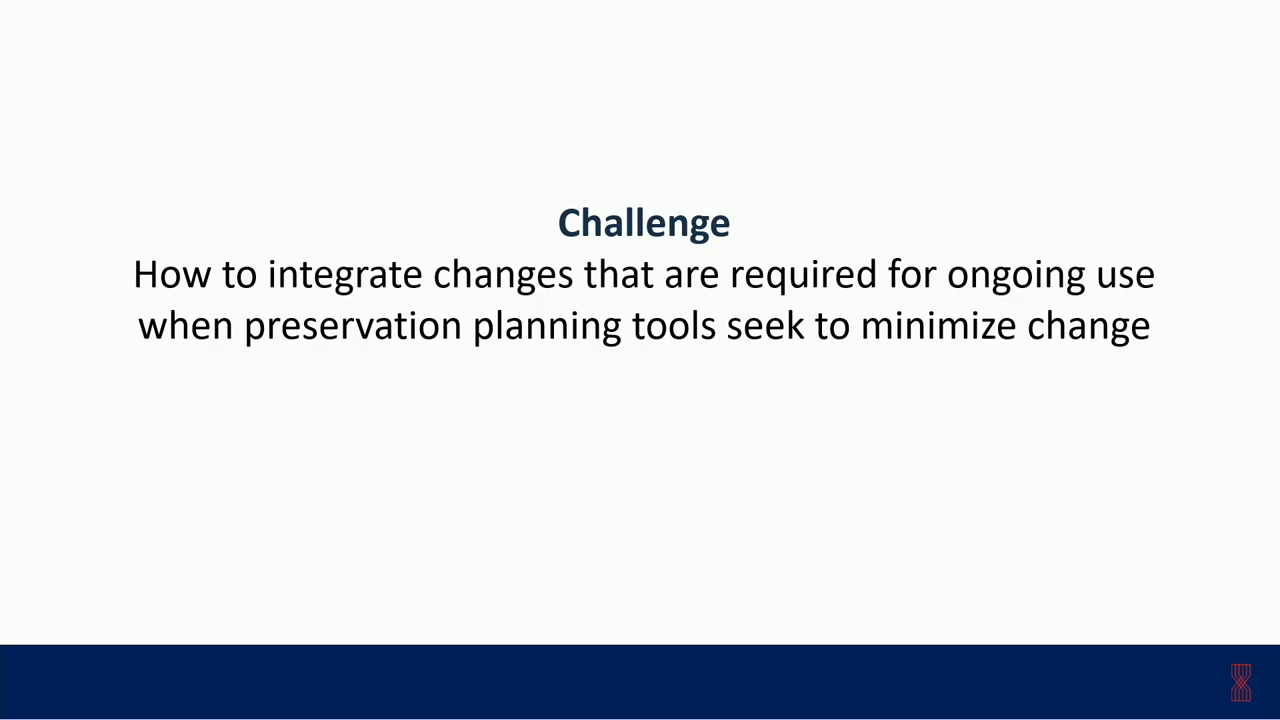 Challenge
How to integrate changes that are required for ongoing use
when preservation planning tools seek to minimize change